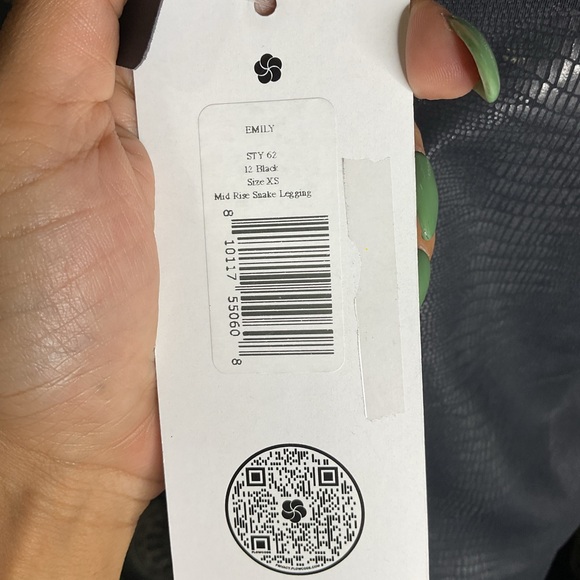 EMILY
STY 62
12 Black
Size XS
Mid Rise Snake Legging
8 10117 55060 8